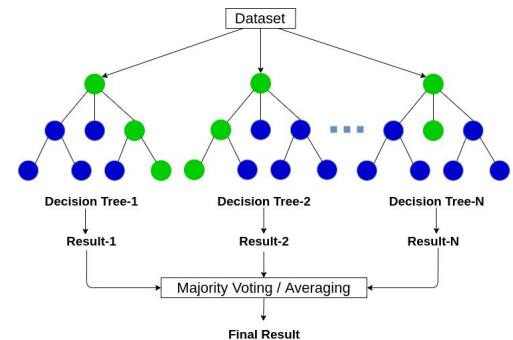 Dataset
Decision Tree-1
Decision Tree-2
Decision Tree-N
Result-1
Result-2
Result-N
Majority Voting / Averaging
Final Result